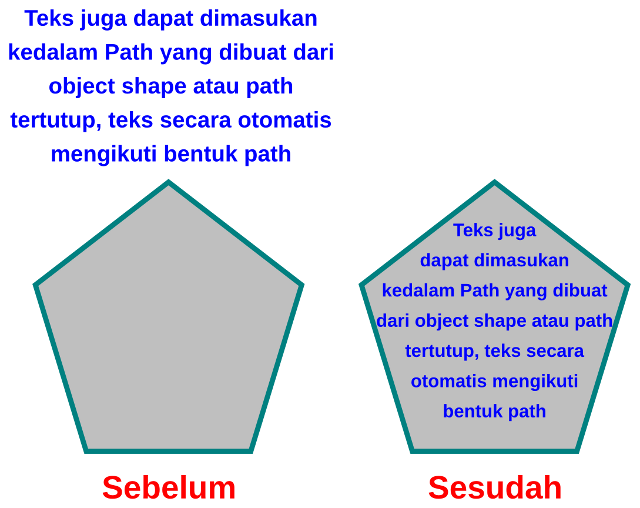 Teks juga dapat dimasukan
kedalam Path yang dibuat dari
object shape atau path
tertutup, teks secara otomatis
mengikuti bentuk path
Teks juga
dapat dimasukan
kedalam Path yang dibuat
dari object shape atau path
tertutup, teks secara
otomatis mengikuti
bentuk path
Sebelum
Sesudah